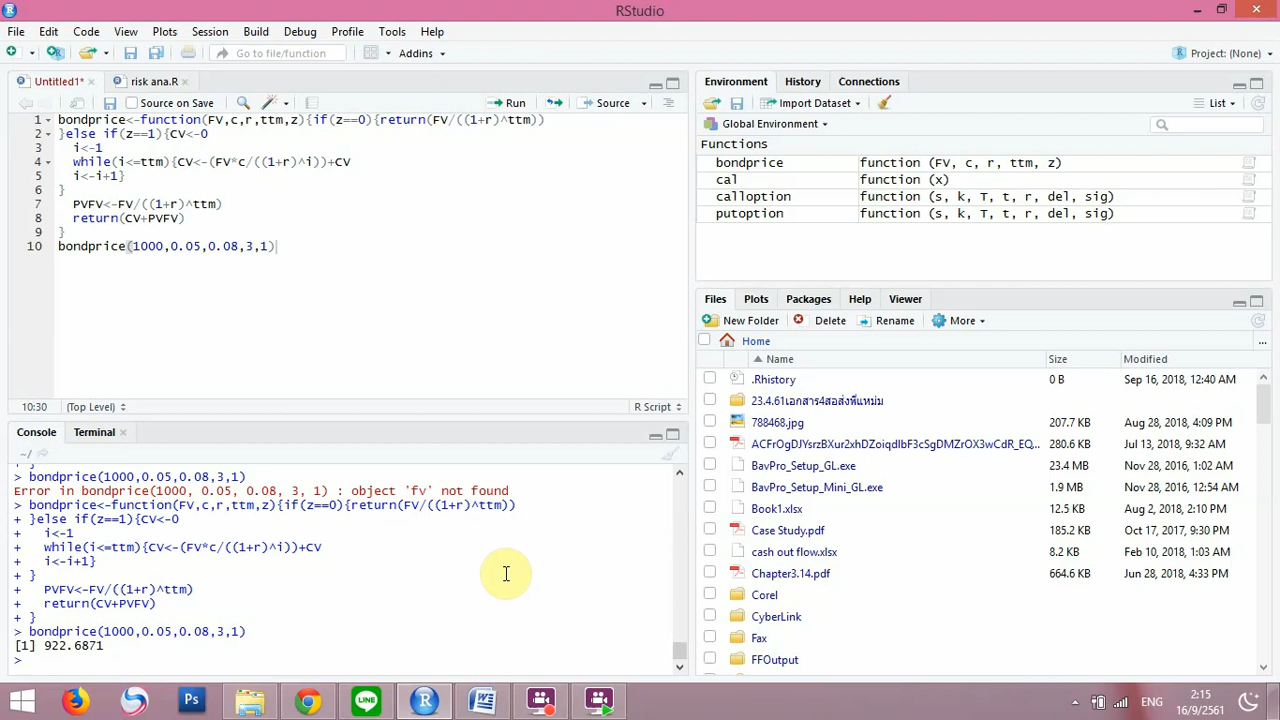 RStudio
File Edit Code View Plots Session Build Debug Profile Tools Help
Go to file/function Addins Project: (None)
Untitled1* risk ana.R
Source on Save Run Source
1 bondprice<-function(FV,c,r,ttm,z){if(z==0){return(FV/((1+r)^ttm))
2 }else if(z==1){CV<-0
3 i<-1
4 while(i<=ttm){CV<-(FV*c/((1+r)^i))+CV
5 i<-i+1}
6 }
7 PVFV<-FV/((1+r)^ttm)
8 return(CV+PVFV)
9 }
10 bondprice(1000,0.05,0.08,3,1)
10:30 (Top Level) R Script
Console Terminal
~/
+ }
> bondprice(1000,0.05,0.08,3,1)
Error in bondprice(1000, 0.05, 0.08, 3, 1) : object 'fv' not found
> bondprice<-function(FV,c,r,ttm,z){if(z==0){return(FV/((1+r)^ttm))
+ }else if(z==1){CV<-0
+ i<-1
+ while(i<=ttm){CV<-(FV*c/((1+r)^i))+CV
+ i<-i+1}
+ }
+ PVFV<-FV/((1+r)^ttm)
+ return(CV+PVFV)
+ }
> bondprice(1000,0.05,0.08,3,1)
[1] 922.6871
>
Environment History Connections
Import Dataset List
Global Environment
Functions
bondprice function (FV, c, r, ttm, z)
cal function (x)
calloption function (s, k, T, t, r, del, sig)
putoption function (s, k, T, t, r, del, sig)
Files Plots Packages Help Viewer
New Folder Delete Rename More
Home ...
Name Size Modified
.Rhistory 0 B Sep 16, 2018, 12:40 AM
23.4.61เอกสาร4สอส่งพี่แหม่ม
788468.jpg 207.7 KB Aug 28, 2018, 4:09 PM
ACFrOgDJYsrzBXur2xhDZoiqdIbF3cSgDMZrOX3wCdR_EQ... 280.6 KB Jul 13, 2018, 9:32 AM
BavPro_Setup_GL.exe 23.4 MB Nov 28, 2016, 4:09 PM
BavPro_Setup_Mini_GL.exe 1.9 MB Nov 28, 2016, 1:54 AM
Book1.xlsx 12.5 KB Aug 2, 2018, 2:10 PM
Case Study.pdf 185.2 KB Oct 17, 2017, 9:30 PM
cash out flow.xlsx 8.2 KB Feb 10, 2018, 1:03 AM
Chapter3.14.pdf 664.6 KB Jun 28, 2018, 4:33 PM
Corel
CyberLink
Fax
FFOutput
Ps LINE R W ENG 2:15
16/9/2561